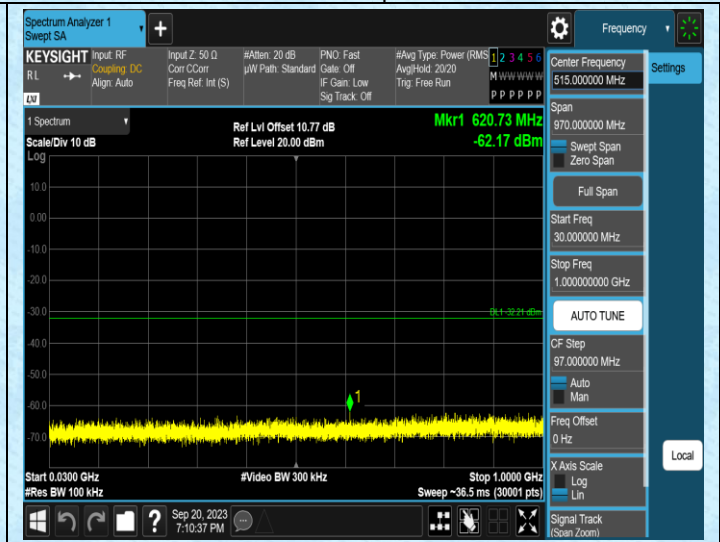 Spectrum Analyzer 1
Swept SA
+
Frequency
KEYSIGHT
RL
LXI
Input: RF
Coupling: DC
Align: Auto
Input Z: 50 Ω
Corr CCorr
Freq Ref: Int (S)
#Atten: 20 dB
µW Path: Standard
PNO: Fast
Gate: Off
IF Gain: Low
Sig Track: Off
#Avg Type: Power (RMS
Avg|Hold: 20/20
Trig: Free Run
1 2 3 4 5 6
M W W W W W
P P P P P P
1 Spectrum
Scale/Div 10 dB
Log
Ref Lvl Offset 10.77 dB
Ref Level 20.00 dBm
Mkr1 620.73 MHz
-62.17 dBm
10.0
0.00
-10.0
-20.0
-30.0
DL1 -32.21 dBm
-40.0
-50.0
-60.0
1
-70.0
Start 0.0300 GHz
#Res BW 100 kHz
#Video BW 300 kHz
Stop 1.0000 GHz
Sweep ~36.5 ms (30001 pts)
?
Sep 20, 2023
7:10:37 PM
Center Frequency
515.000000 MHz
Settings
Span
970.000000 MHz
Swept Span
Zero Span
Full Span
Start Freq
30.000000 MHz
Stop Freq
1.000000000 GHz
AUTO TUNE
CF Step
97.000000 MHz
Auto
Man
Freq Offset
0 Hz
X Axis Scale
Log
Lin
Local
Signal Track
(Span Zoom)